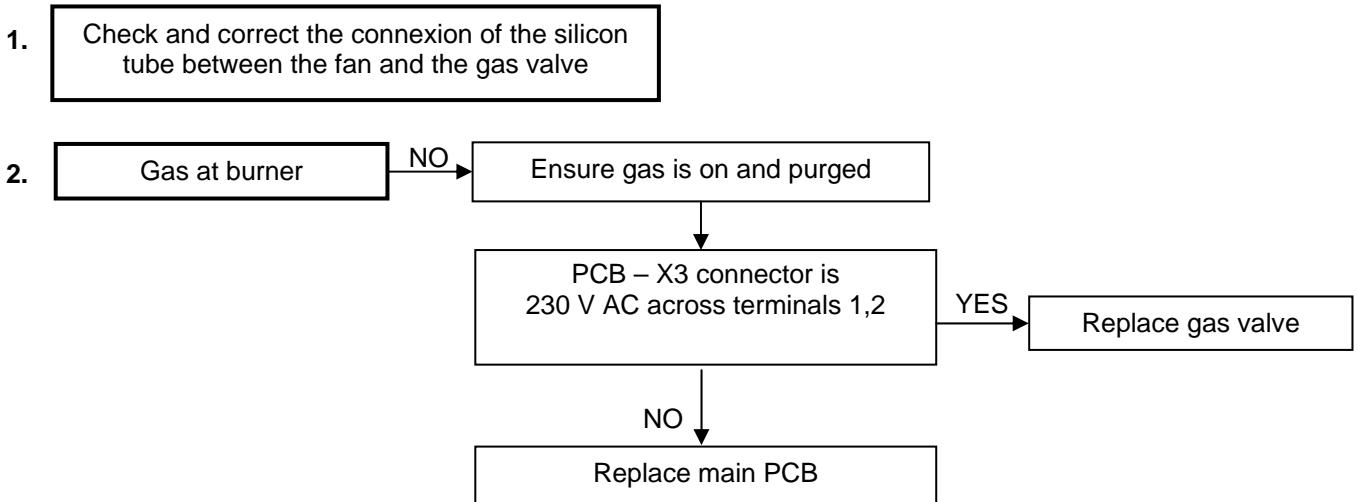 1.
Check and correct the connexion of the silicon
tube between the fan and the gas valve
2.
Gas at burner
NO
Ensure gas is on and purged
PCB – X3 connector is
230 V AC across terminals 1,2
YES
Replace gas valve
NO
Replace main PCB